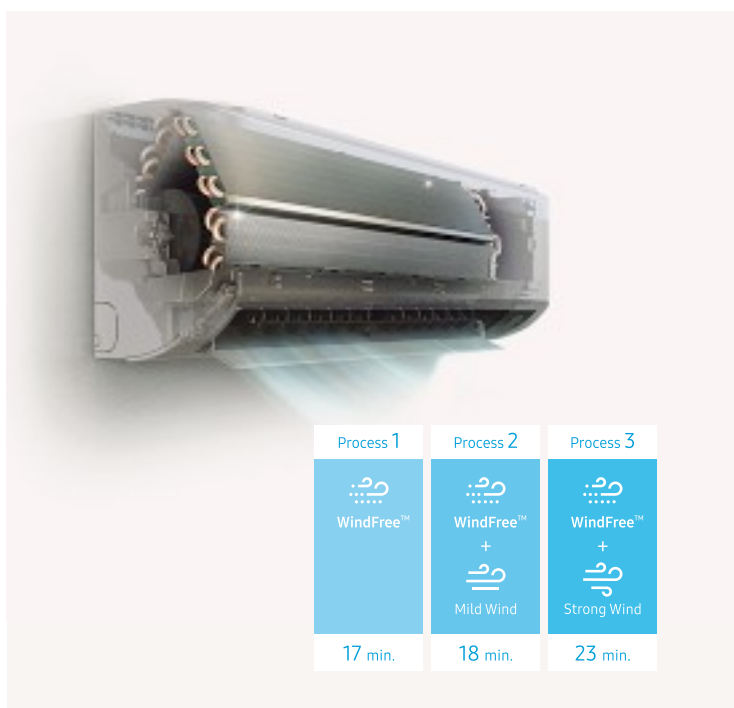 Process 1
Process 2
Process 3
WindFree™
WindFree™
+
Mild Wind
WindFree™
+
Strong Wind
17 min.
18 min.
23 min.